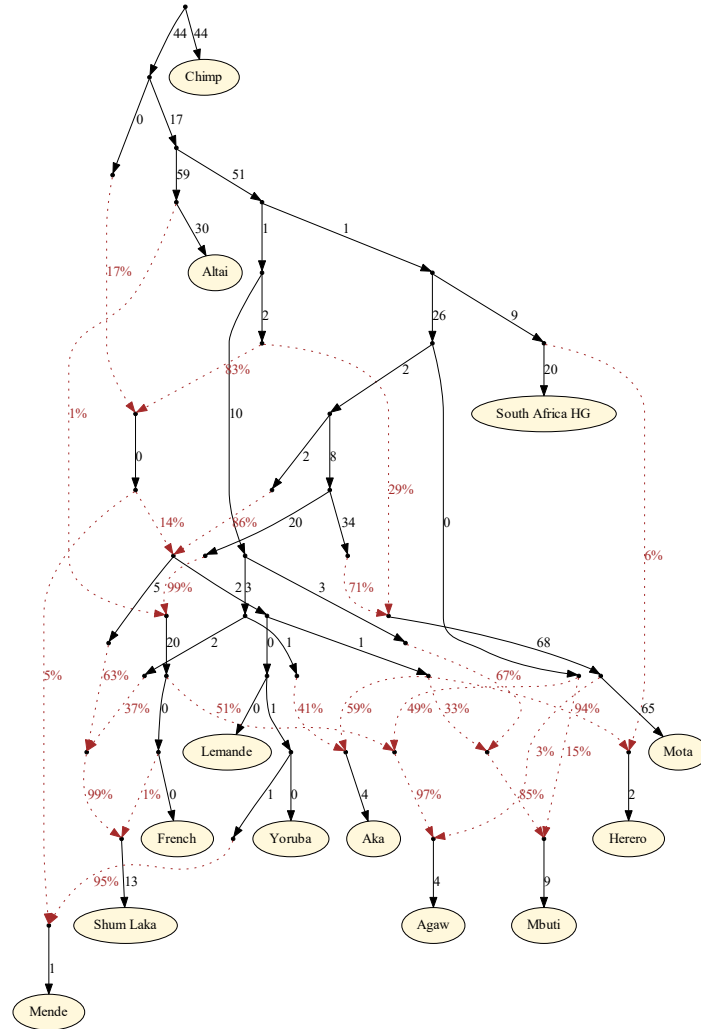 44 44
Chimp
0 17
59 51
30 1 1
Altai
17% 2 26 9
83% 2 20
1% 10 South Africa HG
0 2 8 29% 0
14% 86% 20 34 6%
5 99% 2 3 3 71%
20 2 0 1 1 68
5% 63% 37% 51% 41% 59% 49% 33% 67% 94% 65
0 0 1 3% 15%
Lemande Mota
99% 1% 0 1 0 4 97% 85% 2
French Yoruba Aka Herero
95% 13 4 9
Shum Laka Agaw Mbuti
1
Mende